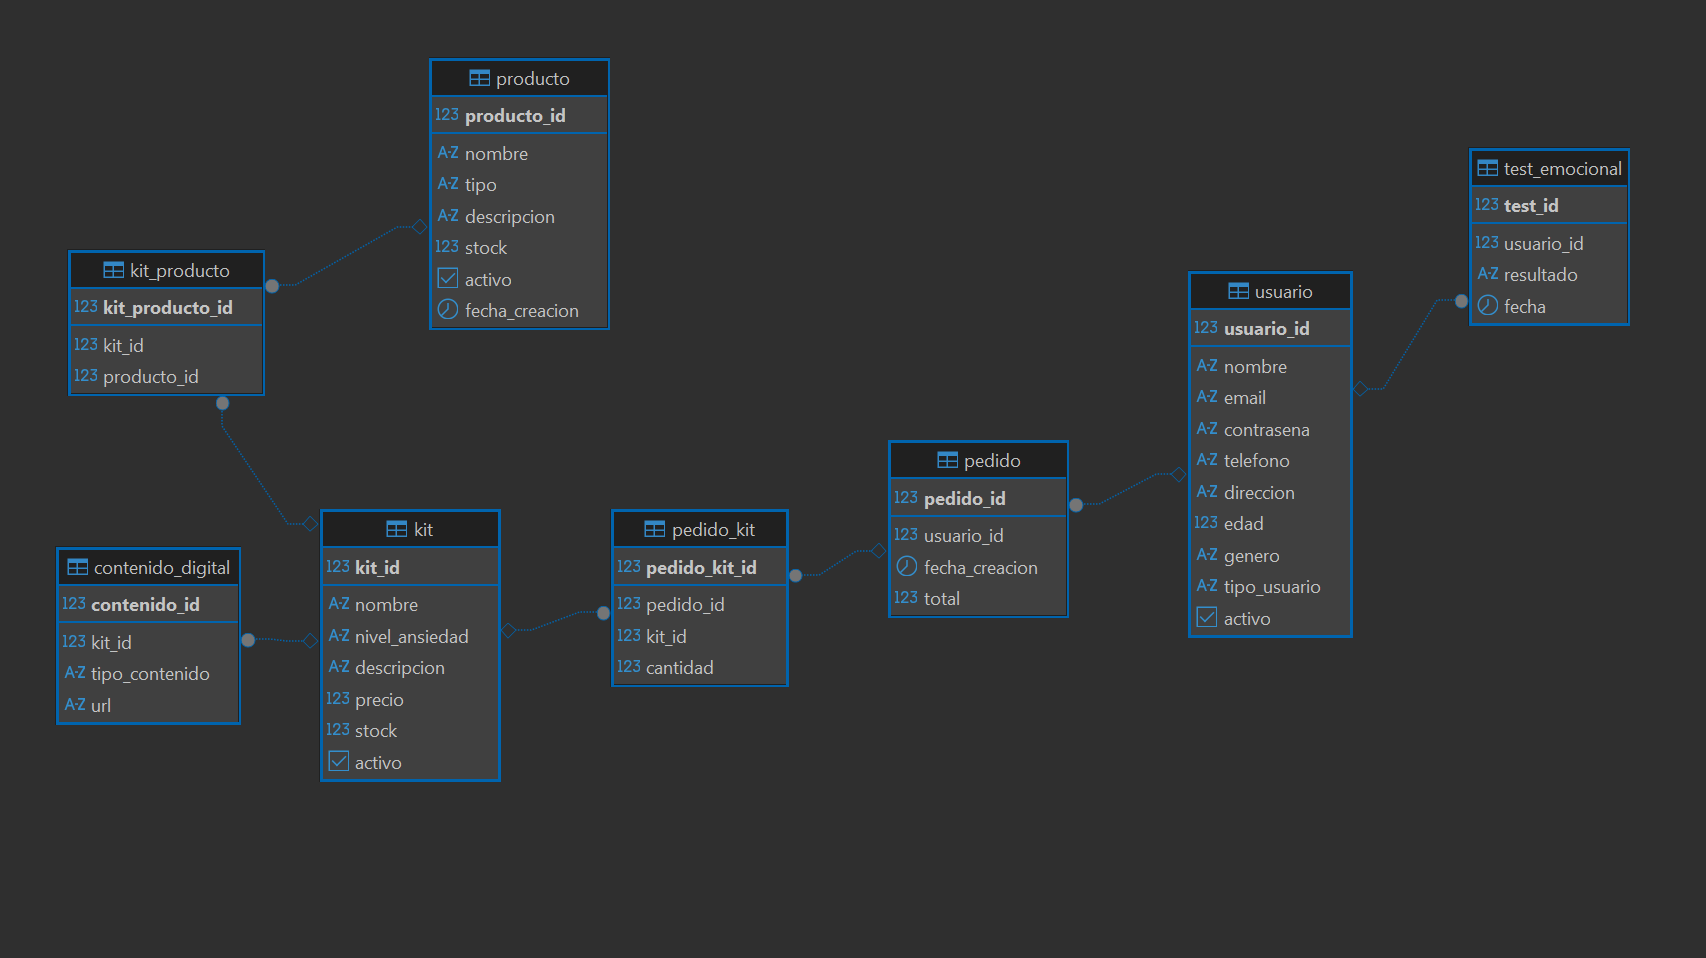 producto
123 producto_id
A-Z nombre
A-Z tipo
A-Z descripcion
123 stock
activo
fecha_creacion
test_emocional
123 test_id
123 usuario_id
A-Z resultado
fecha
kit_producto
123 kit_producto_id
123 kit_id
123 producto_id
usuario
123 usuario_id
A-Z nombre
A-Z email
A-Z contrasena
A-Z telefono
A-Z direccion
123 edad
A-Z genero
A-Z tipo_usuario
activo
pedido
123 pedido_id
123 usuario_id
fecha_creacion
123 total
kit
123 kit_id
A-Z nombre
A-Z nivel_ansiedad
A-Z descripcion
123 precio
123 stock
activo
pedido_kit
123 pedido_kit_id
123 pedido_id
123 kit_id
123 cantidad
contenido_digital
123 contenido_id
123 kit_id
A-Z tipo_contenido
A-Z url